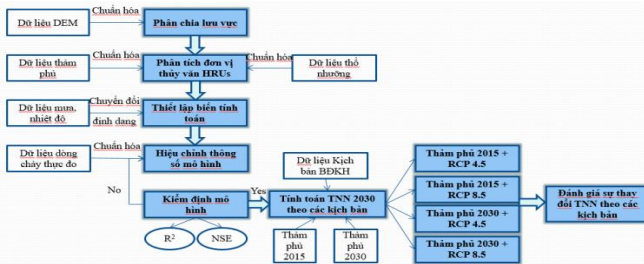 Dữ liệu DEM
Chuẩn hóa
Phân chia lưu vực
Dữ liệu thảm
phủ
Chuẩn hóa
Phân tích đơn vị
thủy văn HRUs
Chuẩn hóa
Dữ liệu thổ
nhưỡng
Dữ liệu mưa,
nhiệt độ
Chuyển đổi
định dạng
Thiết lập biến tính
toán
Dữ liệu dòng
chảy thực đo
Chuẩn hóa
Hiệu chỉnh thông
số mô hình
No
Kiểm định mô
hình
Yes
R²
NSE
Dữ liệu Kịch
bản BĐKH
Tính toán TNN 2030
theo các kịch bản
Thảm
phủ
2015
Thảm
phủ
2030
Thảm phủ 2015 +
RCP 4.5
Thảm phủ 2015 +
RCP 8.5
Thảm phủ 2030 +
RCP 4.5
Thảm phủ 2030 +
RCP 8.5
Đánh giá sự thay
đổi TNN theo các
kịch bản